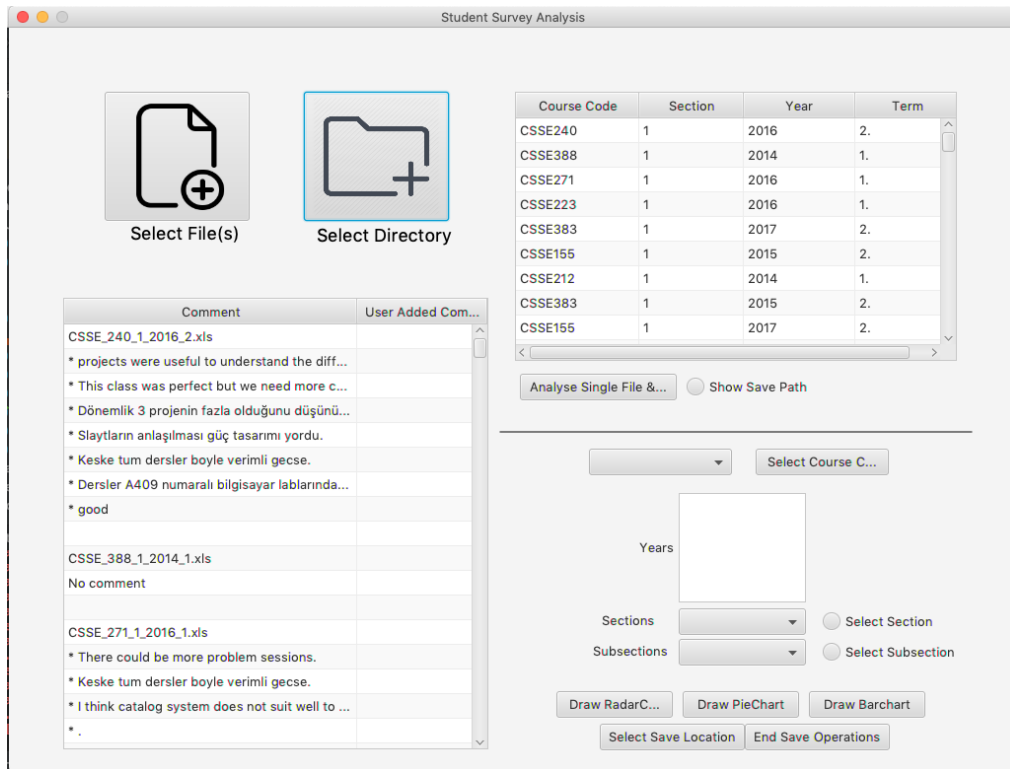 Student Survey Analysis
Select File(s)
Select Directory
Course Code Section Year Term
CSSE240 1 2016 2.
CSSE388 1 2014 1.
CSSE271 1 2016 1.
CSSE223 1 2016 1.
CSSE383 1 2017 2.
CSSE155 1 2015 2.
CSSE212 1 2014 1.
CSSE383 1 2015 2.
CSSE155 1 2017 2.
Analyse Single File &... Show Save Path
Comment User Added Com...
CSSE_240_1_2016_2.xls
* projects were useful to understand the diff...
* This class was perfect but we need more c...
* Dönemlik 3 projenin fazla olduğunu düşünü...
* Slaytların anlaşılması güç tasarımı yordu.
* Keske tum dersler boyle verimli gecse.
* Dersler A409 numaralı bilgisayar lablarında...
* good
CSSE_388_1_2014_1.xls
No comment
CSSE_271_1_2016_1.xls
* There could be more problem sessions.
* Keske tum dersler boyle verimli gecse.
* I think catalog system does not suit well to ...
* .
Select Course C...
Years
Sections Select Section
Subsections Select Subsection
Draw RadarC... Draw PieChart Draw Barchart
Select Save Location End Save Operations